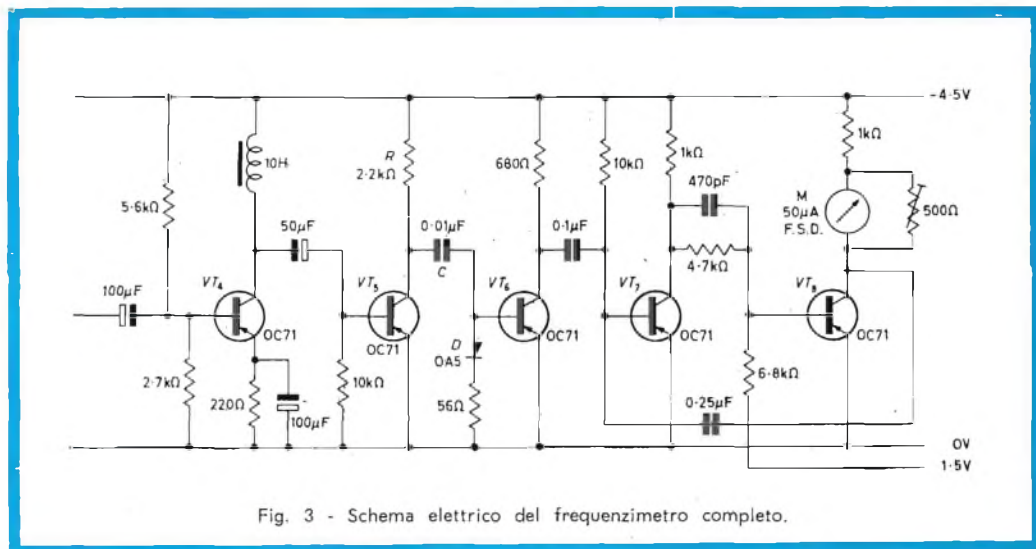 -4·5V
1kΩ
10H
R
2·2kΩ
680Ω
10kΩ
1kΩ
470pF
M
50µA
F.S.D.
500Ω
5·6kΩ
50µF
0·01µF
C
0·1µF
4·7kΩ
100µF
VT4
OC71
VT5
OC71
VT6
OC71
VT7
OC71
VT8
OC71
D
OA5
2·7kΩ
220Ω
100µF
10kΩ
56Ω
6·8kΩ
0·25µF
0V
1·5V
Fig. 3 - Schema elettrico del frequenzimetro completo.